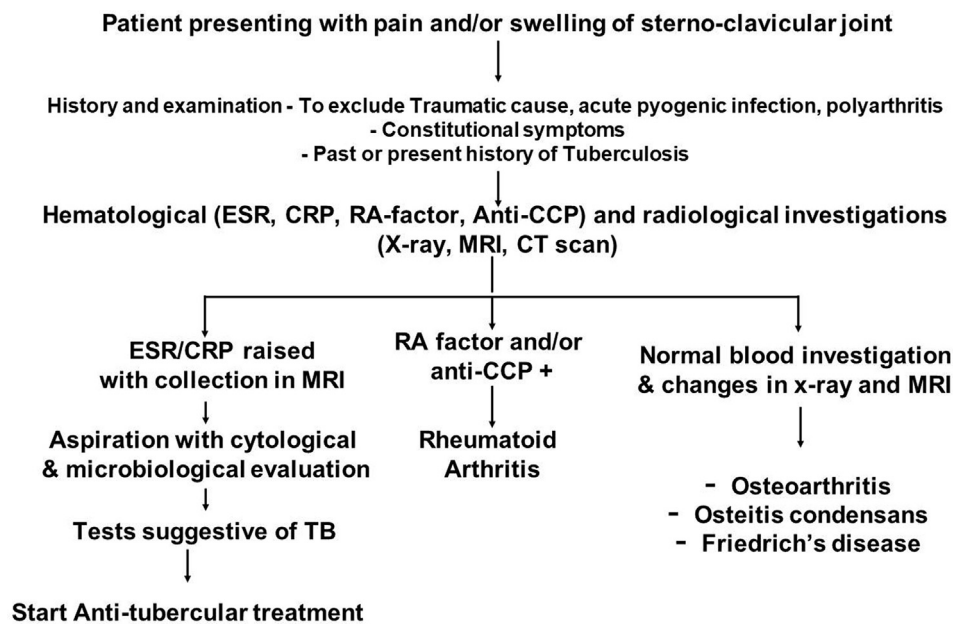 Patient presenting with pain and/or swelling of sterno-clavicular joint
History and examination - To exclude Traumatic cause, acute pyogenic infection, polyarthritis
- Constitutional symptoms
- Past or present history of Tuberculosis
Hematological (ESR, CRP, RA-factor, Anti-CCP) and radiological investigations
(X-ray, MRI, CT scan)
ESR/CRP raised
with collection in MRI
Aspiration with cytological
& microbiological evaluation
Tests suggestive of TB
Start Anti-tubercular treatment
RA factor and/or
anti-CCP +
Rheumatoid
Arthritis
Normal blood investigation
& changes in x-ray and MRI
- Osteoarthritis
- Osteitis condensans
- Friedrich's disease